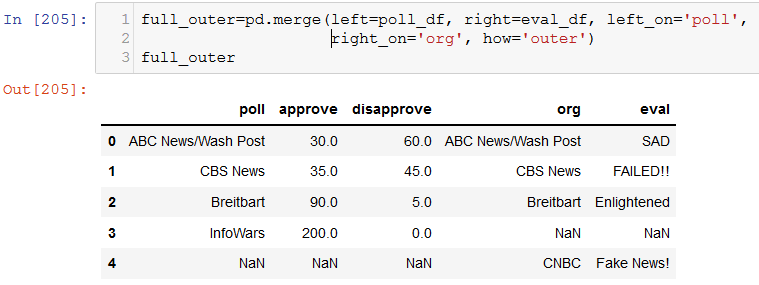 In [205]: 1 full_outer=pd.merge(left=poll_df, right=eval_df, left_on='poll',
2 right_on='org', how='outer')
3 full_outer
Out[205]:
poll approve disapprove org eval
0 ABC News/Wash Post 30.0 60.0 ABC News/Wash Post SAD
1 CBS News 35.0 45.0 CBS News FAILED!!
2 Breitbart 90.0 5.0 Breitbart Enlightened
3 InfoWars 200.0 0.0 NaN NaN
4 NaN NaN NaN CNBC Fake News!